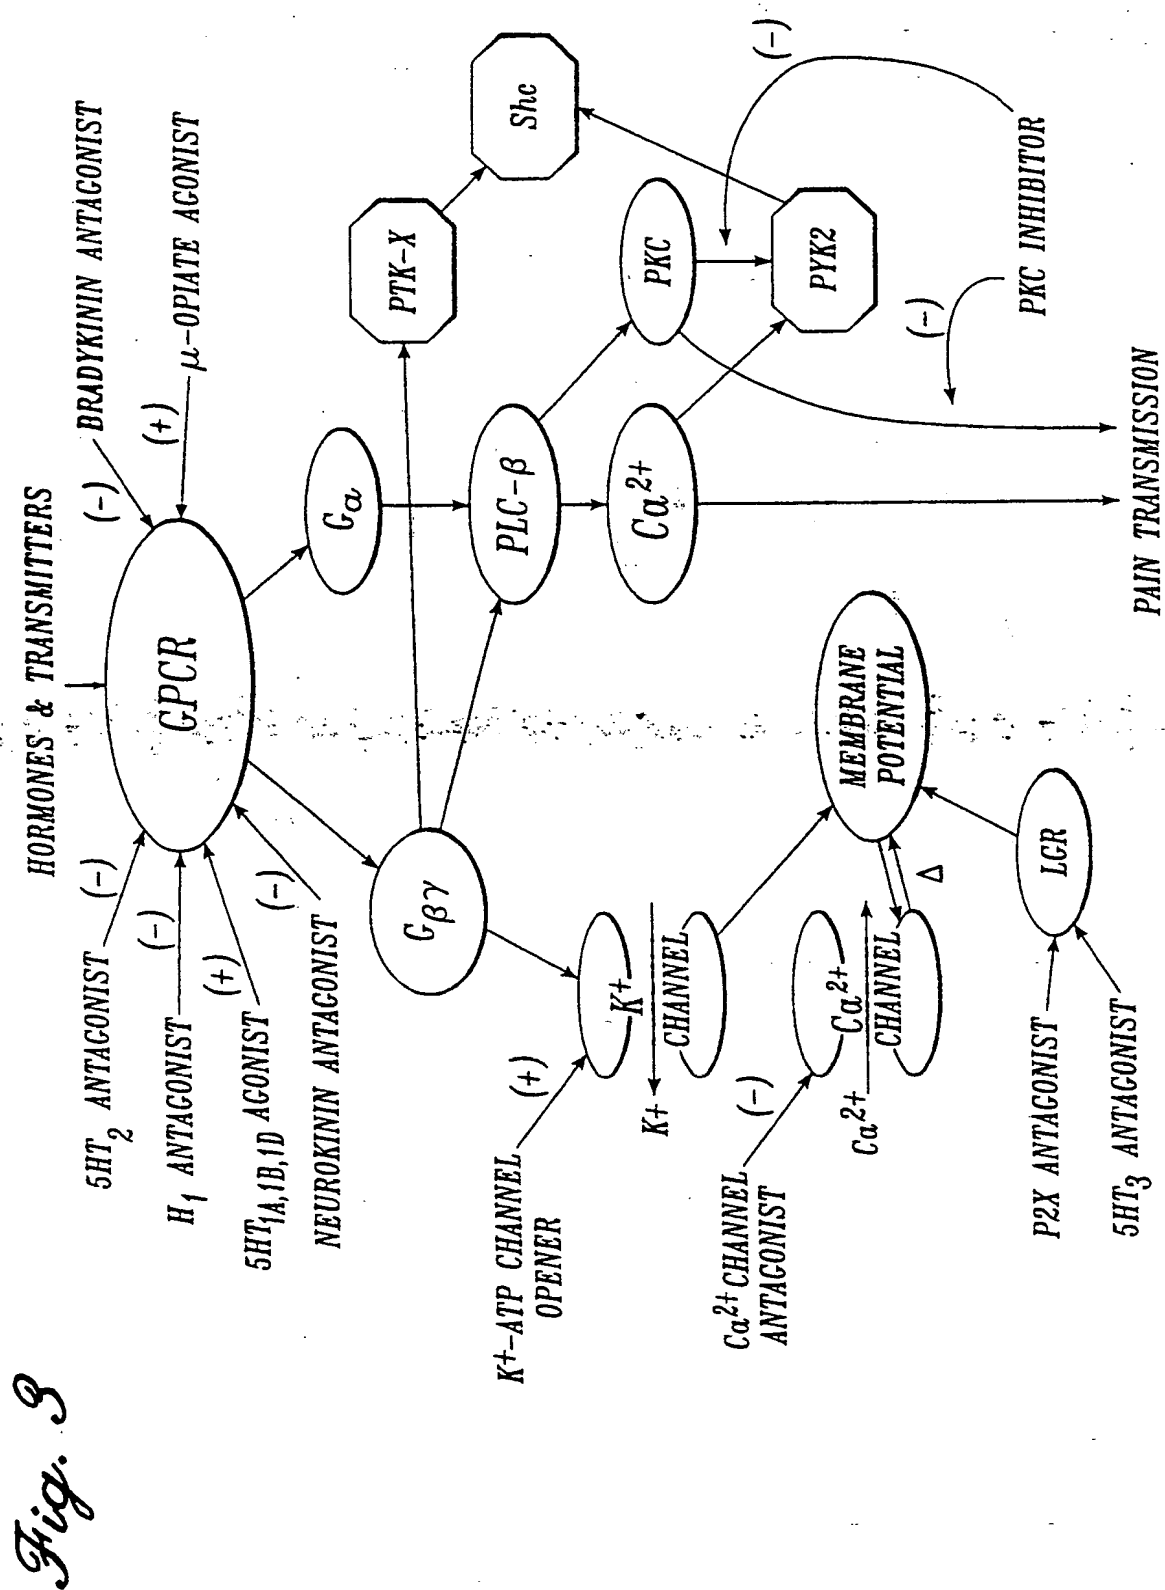 HORMONES & TRANSMITTERS
5HT2 ANTAGONIST
(-)
H1 ANTAGONIST
(-)
5HT1A,1B,1D AGONIST
(+)
NEUROKININ ANTAGONIST
(-)
GPCR
(-)
BRADYKININ ANTAGONIST
(+)
μ-OPIATE AGONIST
Gβγ
Gα
PTK-X
Shc
PLC-β
K+-ATP CHANNEL
OPENER
(+)
K+
CHANNEL
K+
Ca2+
PKC
(-)
Ca2+ CHANNEL
ANTAGONIST
(-)
Ca2+
Ca2+
CHANNEL
Δ
MEMBRANE
POTENTIAL
PYK2
(-)
PKC INHIBITOR
P2X ANTAGONIST
5HT3 ANTAGONIST
LGR
PAIN TRANSMISSION
Fig. 3